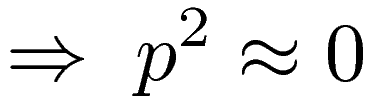 ⇒ p² ≈ 0